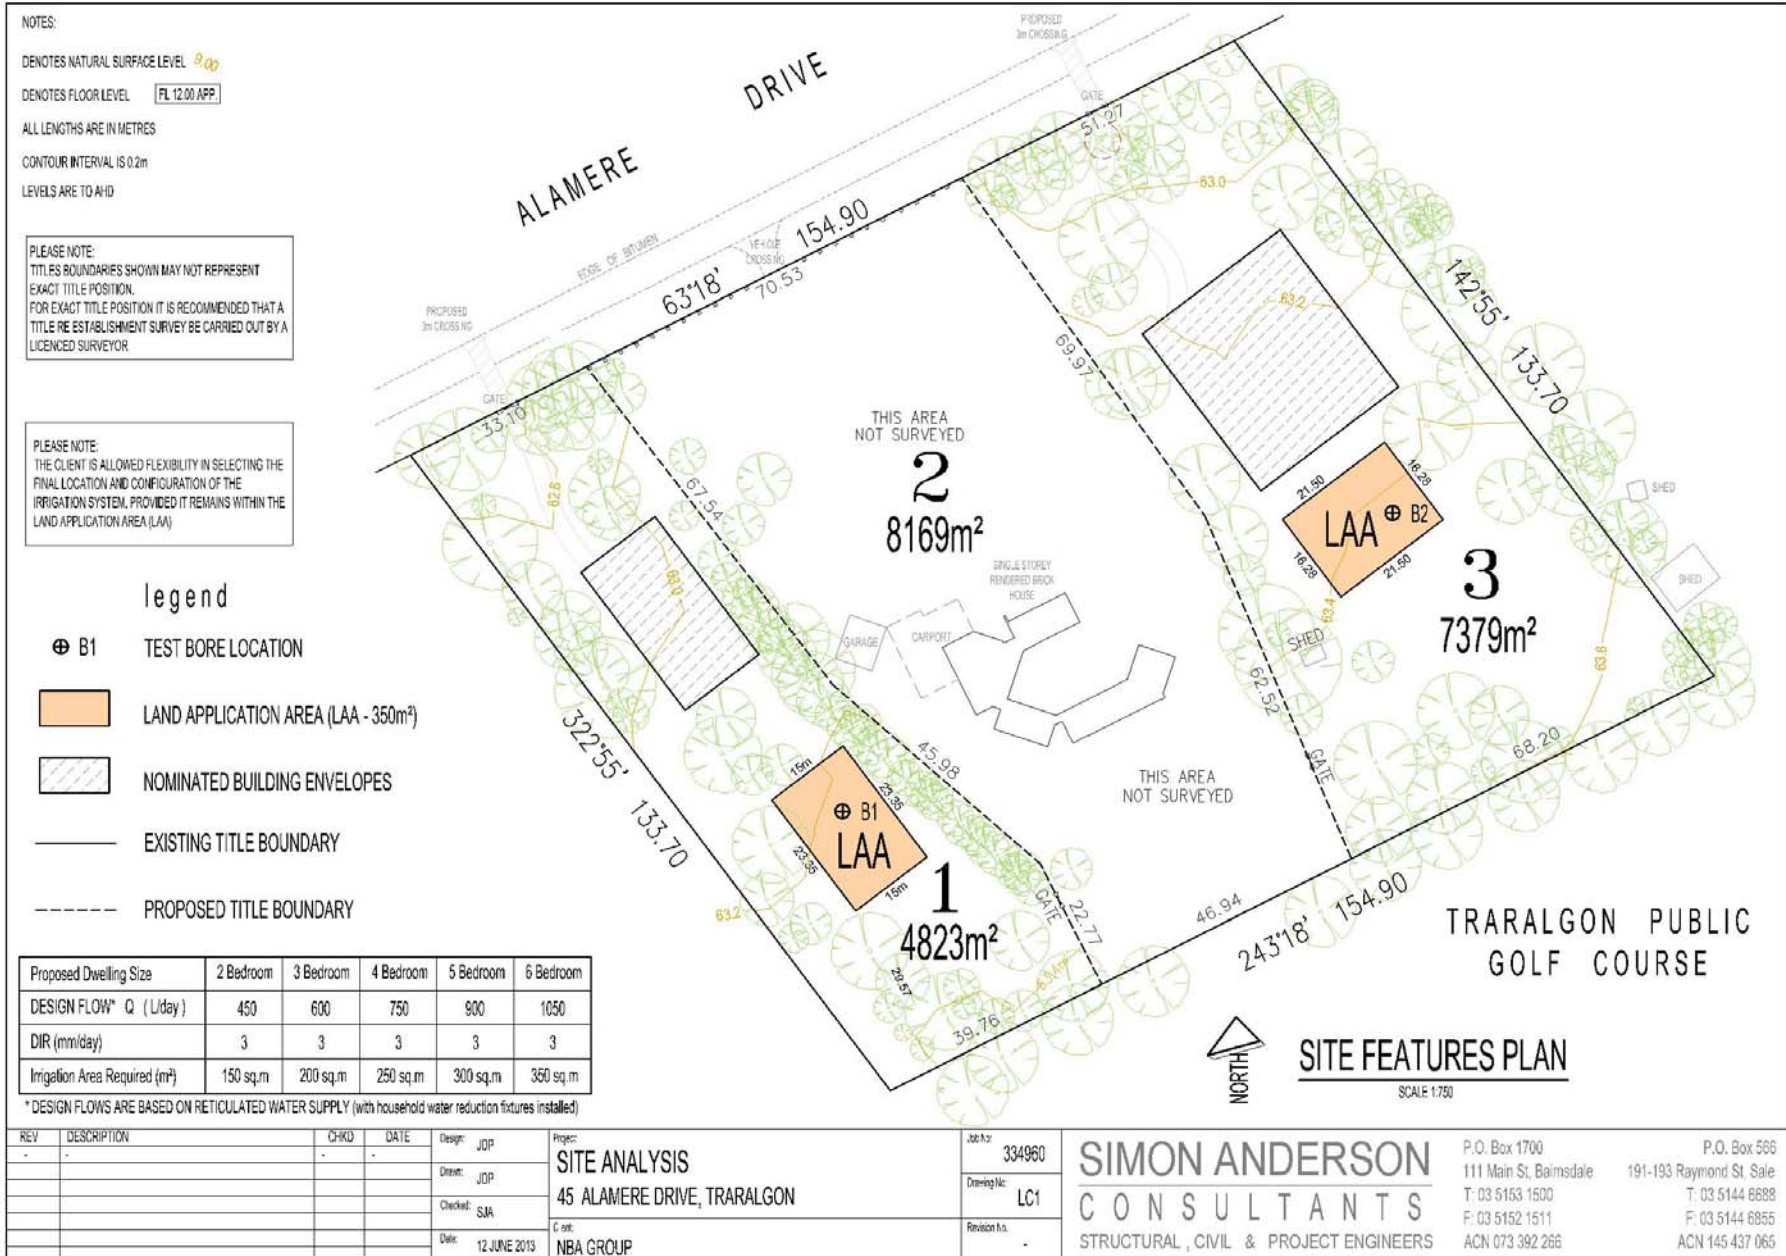 NOTES:
DENOTES NATURAL SURFACE LEVEL 9.00
DENOTES FLOOR LEVEL FL 12.00 APP.
ALL LENGTHS ARE IN METRES
CONTOUR INTERVAL IS 0.2m
LEVELS ARE TO AHD
PLEASE NOTE:
TITLES BOUNDARIES SHOWN MAY NOT REPRESENT
EXACT TITLE POSITION.
FOR EXACT TITLE POSITION IT IS RECOMMENDED THAT A
TITLE RE ESTABLISHMENT SURVEY BE CARRIED OUT BY A
LICENCED SURVEYOR
PLEASE NOTE:
THE CLIENT IS ALLOWED FLEXIBILITY IN SELECTING THE
FINAL LOCATION AND CONFIGURATION OF THE
IRRIGATION SYSTEM, PROVIDED IT REMAINS WITHIN THE
LAND APPLICATION AREA (LAA)
legend
B1 TEST BORE LOCATION
LAND APPLICATION AREA (LAA - 350m²)
NOMINATED BUILDING ENVELOPES
EXISTING TITLE BOUNDARY
PROPOSED TITLE BOUNDARY
ALAMERE DRIVE
PROPOSED
3m CROSSING
GATE
51.27
63.0
154.90
63°18'
EDGE OF BITUMEN
VEHICLE
CROSSING
70.53
PROPOSED
3m CROSSING
GATE
33.10
62.8
67.54
63.0
THIS AREA
NOT SURVEYED
2
8169m²
69.97
63.2
142°55'
133.70
21.50
16.28
LAA B2
16.28
21.50
63.4
3
7379m²
SHED
SHED
SHED
63.6
62.52
GATE
68.20
SINGLE STOREY
RENDERED BRICK
HOUSE
GARAGE
CARPORT
THIS AREA
NOT SURVEYED
45.98
322°55'
133.70
15m
23.35
B1
LAA
23.35
15m
63.2
1
4823m²
GATE
22.77
29.57
39.76
46.94
243°18'
154.90
TRARALGON PUBLIC
GOLF COURSE
NORTH
SITE FEATURES PLAN
SCALE 1:750
Proposed Dwelling Size 2 Bedroom 3 Bedroom 4 Bedroom 5 Bedroom 6 Bedroom
DESIGN FLOW* Q ( L/day ) 450 600 750 900 1050
DIR (mm/day) 3 3 3 3 3
Irrigation Area Required (m²) 150 sq.m 200 sq.m 250 sq.m 300 sq.m 350 sq.m
* DESIGN FLOWS ARE BASED ON RETICULATED WATER SUPPLY (with household water reduction fixtures installed)
REV DESCRIPTION CHKD DATE
- - - -
Design: JDP
Drawn: JDP
Checked: SJA
Date: 12 JUNE 2013
Project:
SITE ANALYSIS
45 ALAMERE DRIVE, TRARALGON
Client:
NBA GROUP
Job No:
334960
Drawing No:
LC1
Revision No.
-
SIMON ANDERSON
CONSULTANTS
STRUCTURAL , CIVIL & PROJECT ENGINEERS
P.O. Box 1700
111 Main St, Bairnsdale
T: 03 5153 1500
F: 03 5152 1511
ACN 073 392 266
P.O. Box 566
191-193 Raymond St, Sale
T: 03 5144 6688
F: 03 5144 6855
ACN 145 437 065